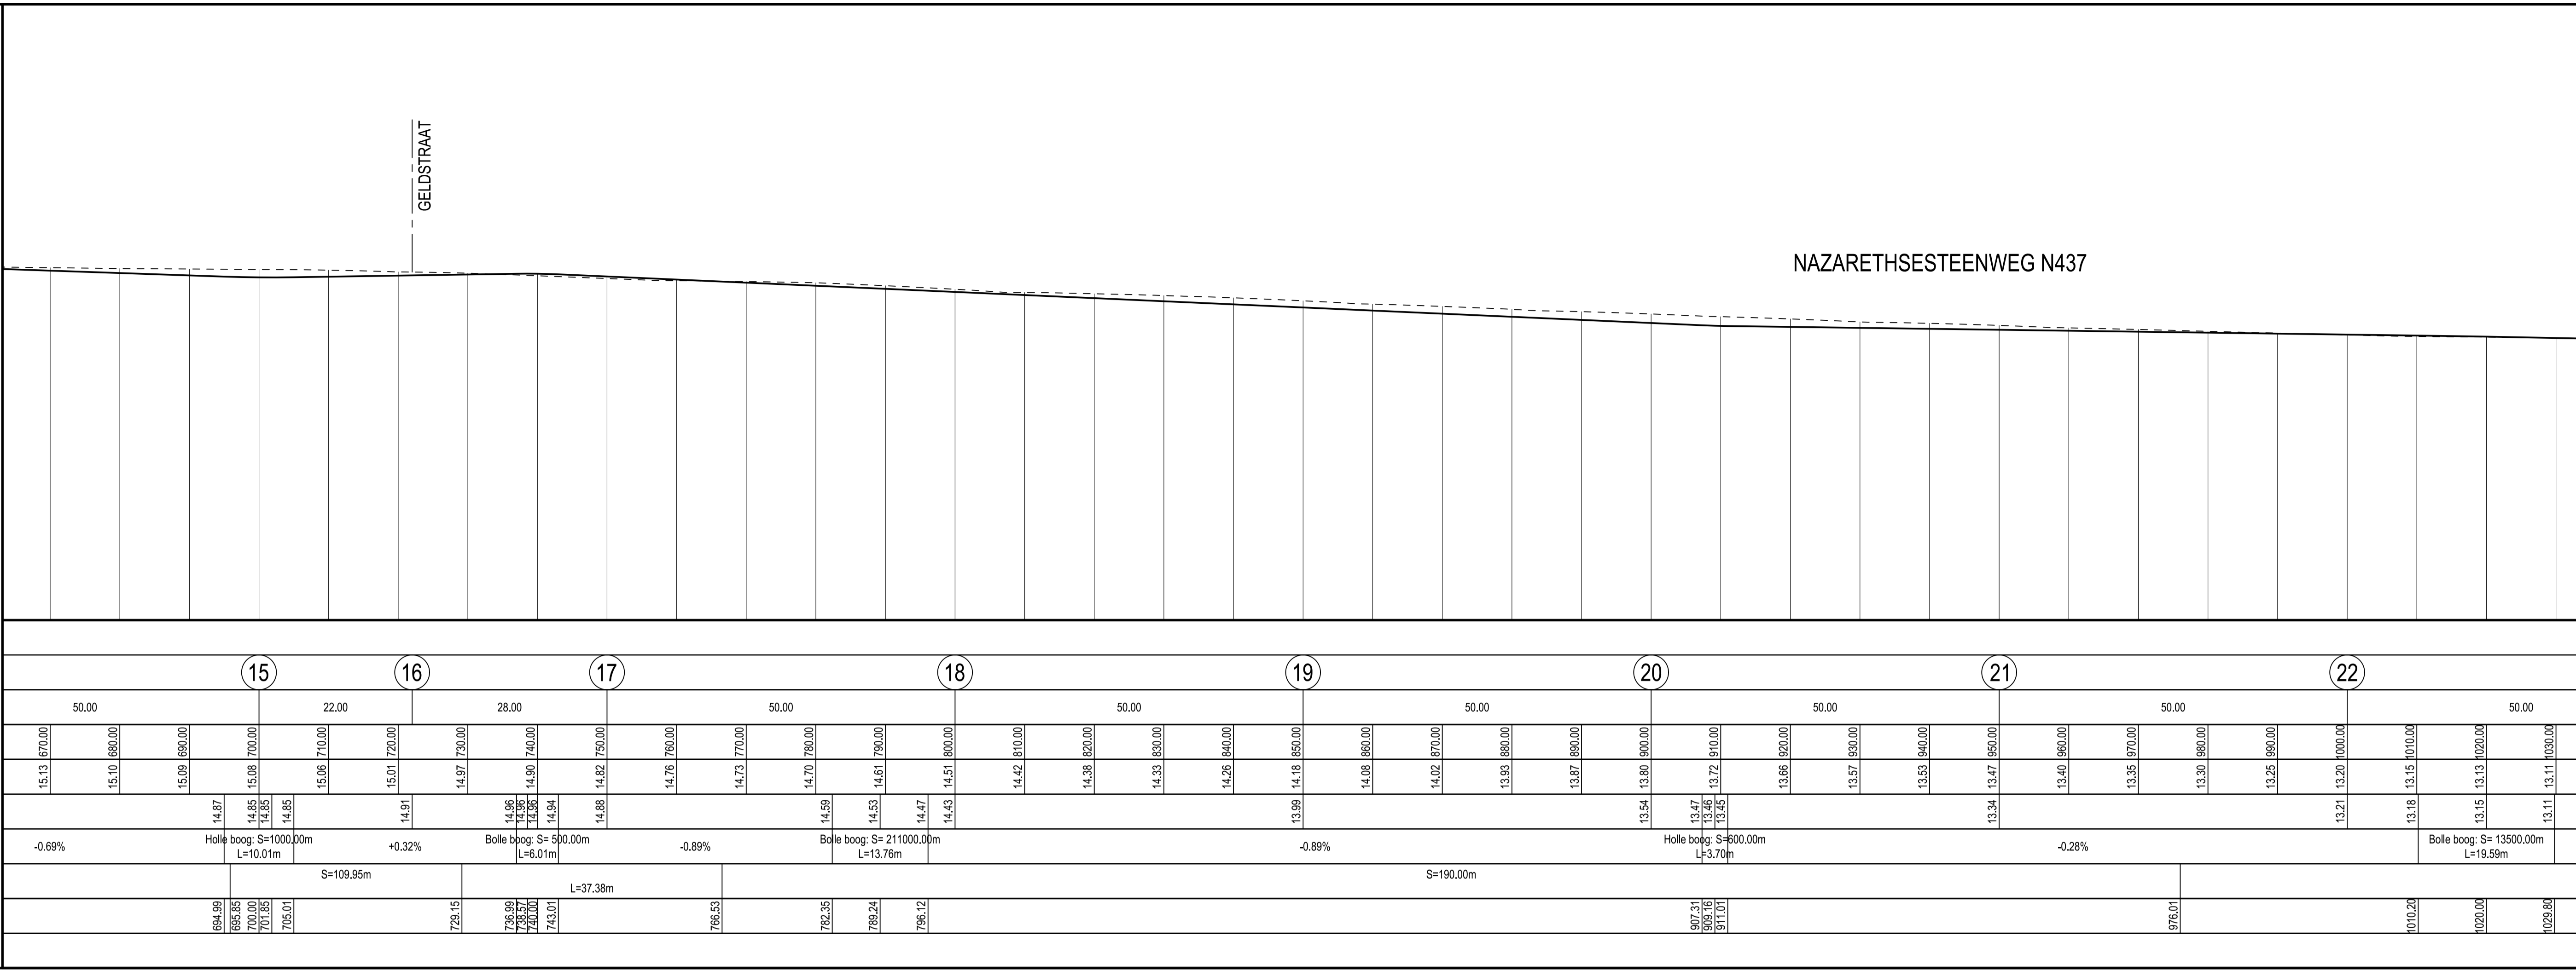 GELDSTRAAT
NAZARETHSESTEENWEG N437
15 16 17 18 19 20 21 22
50.00 22.00 28.00 50.00 50.00 50.00 50.00 50.00 50.00
670.00 680.00 690.00 700.00 710.00 720.00 730.00 740.00 750.00 760.00 770.00 780.00 790.00 800.00 810.00 820.00 830.00 840.00 850.00 860.00 870.00 880.00 890.00 900.00 910.00 920.00 930.00 940.00 950.00 960.00 970.00 980.00 990.00 1000.00 1010.00 1020.00 1030.00
15.13 15.10 15.09 15.08 15.06 15.01 14.97 14.90 14.82 14.76 14.73 14.70 14.61 14.51 14.42 14.38 14.33 14.26 14.18 14.08 14.02 13.93 13.87 13.80 13.72 13.66 13.57 13.53 13.47 13.40 13.35 13.30 13.25 13.20 13.15 13.13 13.11
14.87 14.85 14.85 14.85 14.91 14.96 14.96 14.96 14.94 14.88 14.59 14.53 14.47 14.43 13.99 13.54 13.47 13.46 13.45 13.34 13.21 13.18 13.15 13.11
-0.69% Holle boog: S=1000.00m +0.32% Bolle boog: S= 500.00m -0.89% Bolle boog: S= 211000.00m -0.89% Holle boog: S=600.00m -0.28% Bolle boog: S= 13500.00m
L=10.01m L=6.01m L=13.76m L=3.70m L=19.59m
S=109.95m S=190.00m
L=37.38m
694.99 695.85 700.00 701.85 705.01 729.15 736.99 738.57 740.00 743.01 766.53 782.35 789.24 796.12 907.31 909.16 911.01 976.01 1010.20 1020.00 1029.80